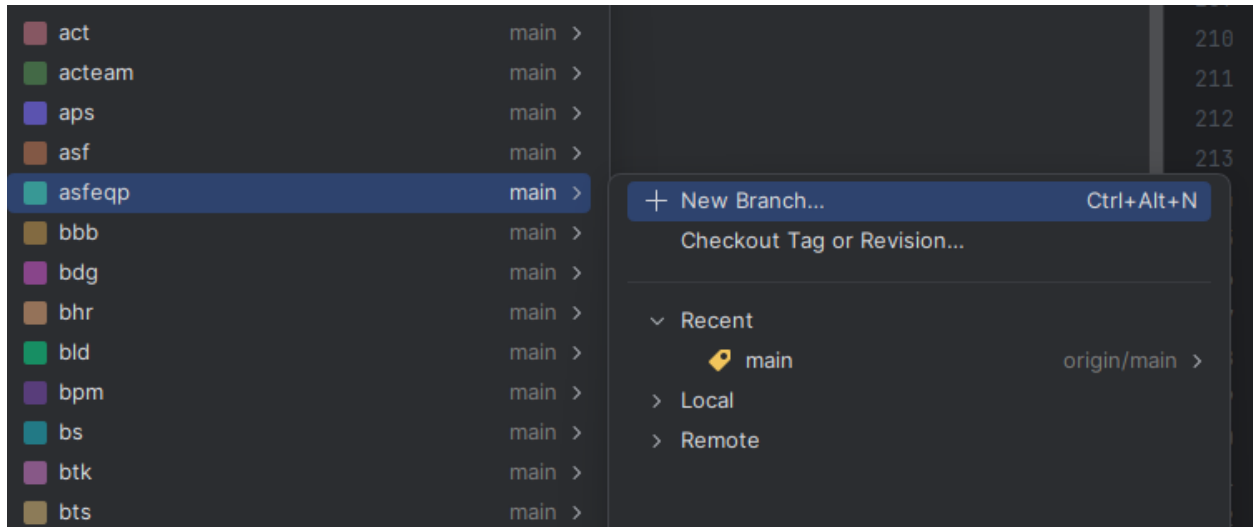 act main
acteam main
aps main
asf main
asfeqp main
bbb main
bdg main
bhr main
bld main
bpm main
bs main
btk main
bts main
New Branch... Ctrl+Alt+N
Checkout Tag or Revision...
Recent
main origin/main
Local
Remote
210
211
212
213